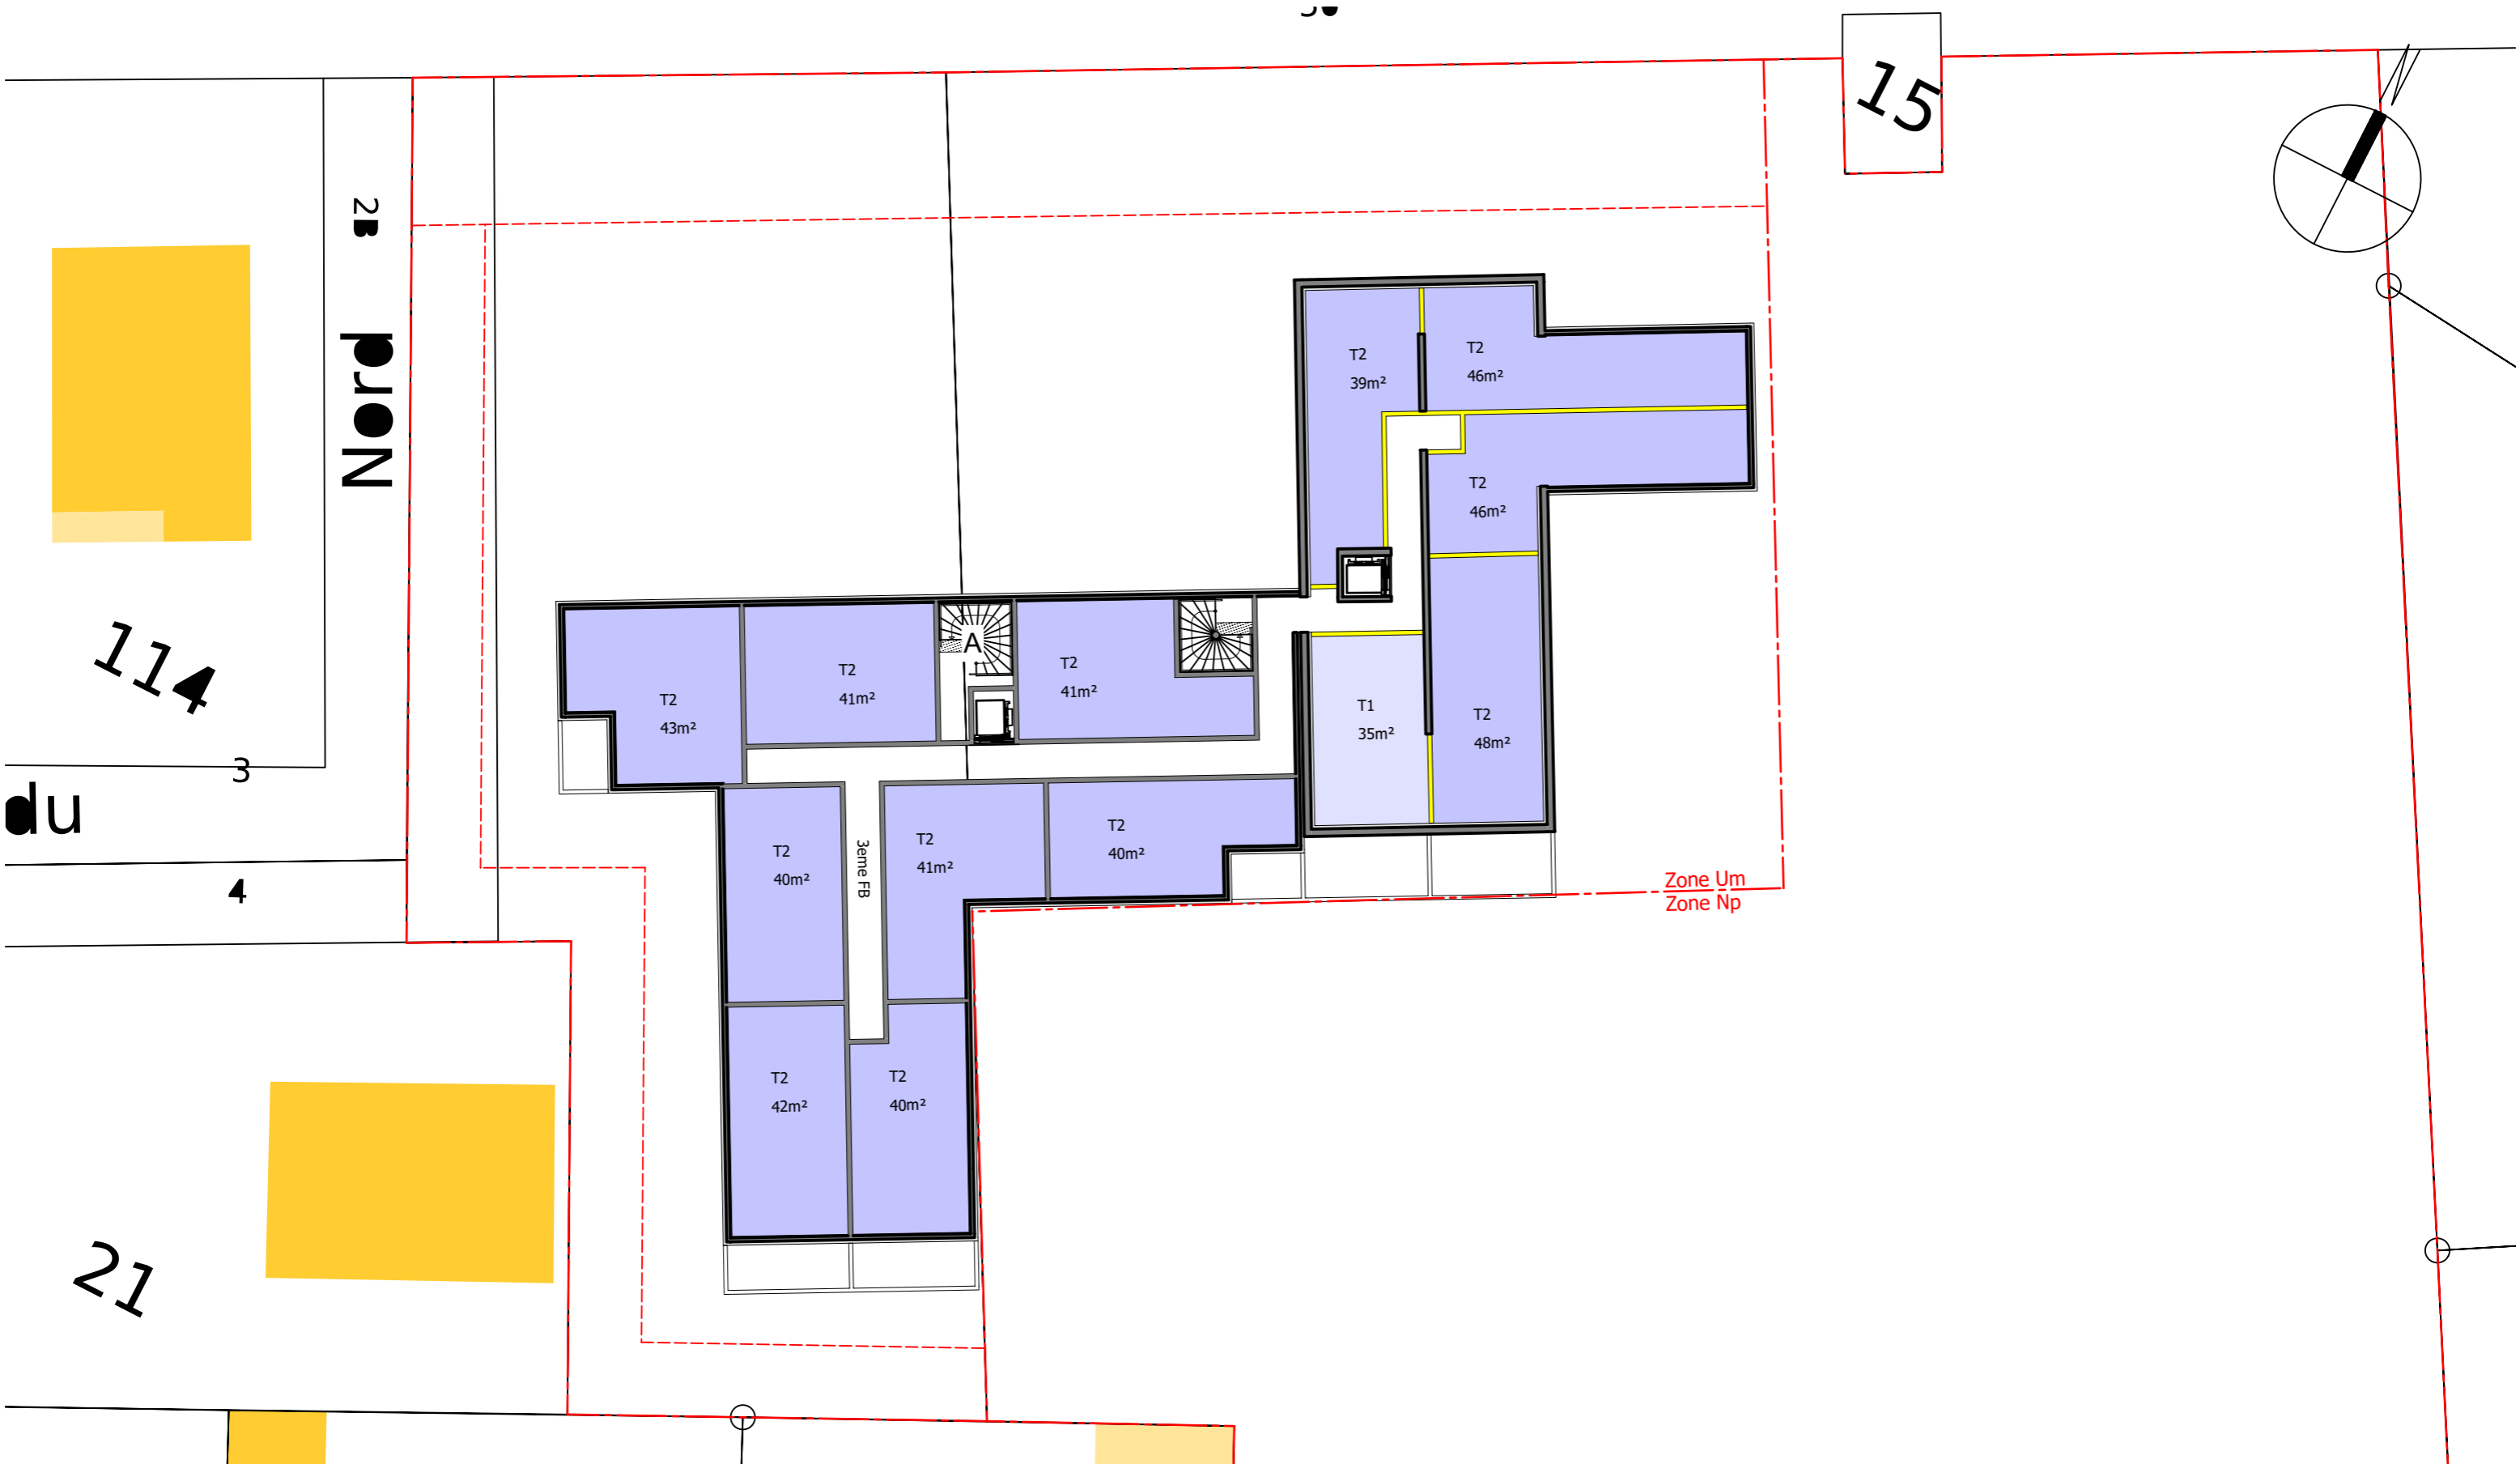 15
2B
Nord
114
3
du
4
21
T2
39m²
T2
46m²
T2
46m²
T2
43m²
T2
41m²
A
T2
41m²
T1
35m²
T2
48m²
T2
40m²
3eme FB
T2
41m²
T2
40m²
Zone Um
Zone Np
T2
42m²
T2
40m²